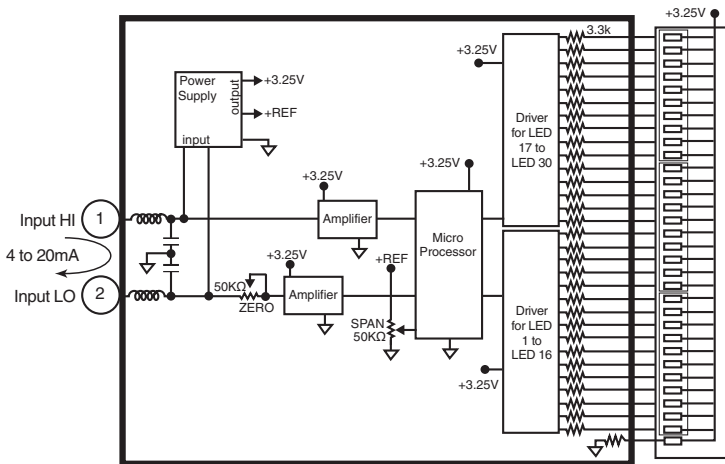 +3.25V
3.3k
Power
Supply
output
+3.25V
+REF
input
+3.25V
Driver
for LED
17 to
LED 30
+3.25V
+3.25V
Input HI
1
Amplifier
Micro
Processor
4 to 20mA
+3.25V
+REF
Input LO
2
50KΩ
ZERO
Amplifier
SPAN
50KΩ
Driver
for LED
1 to
LED 16
+3.25V